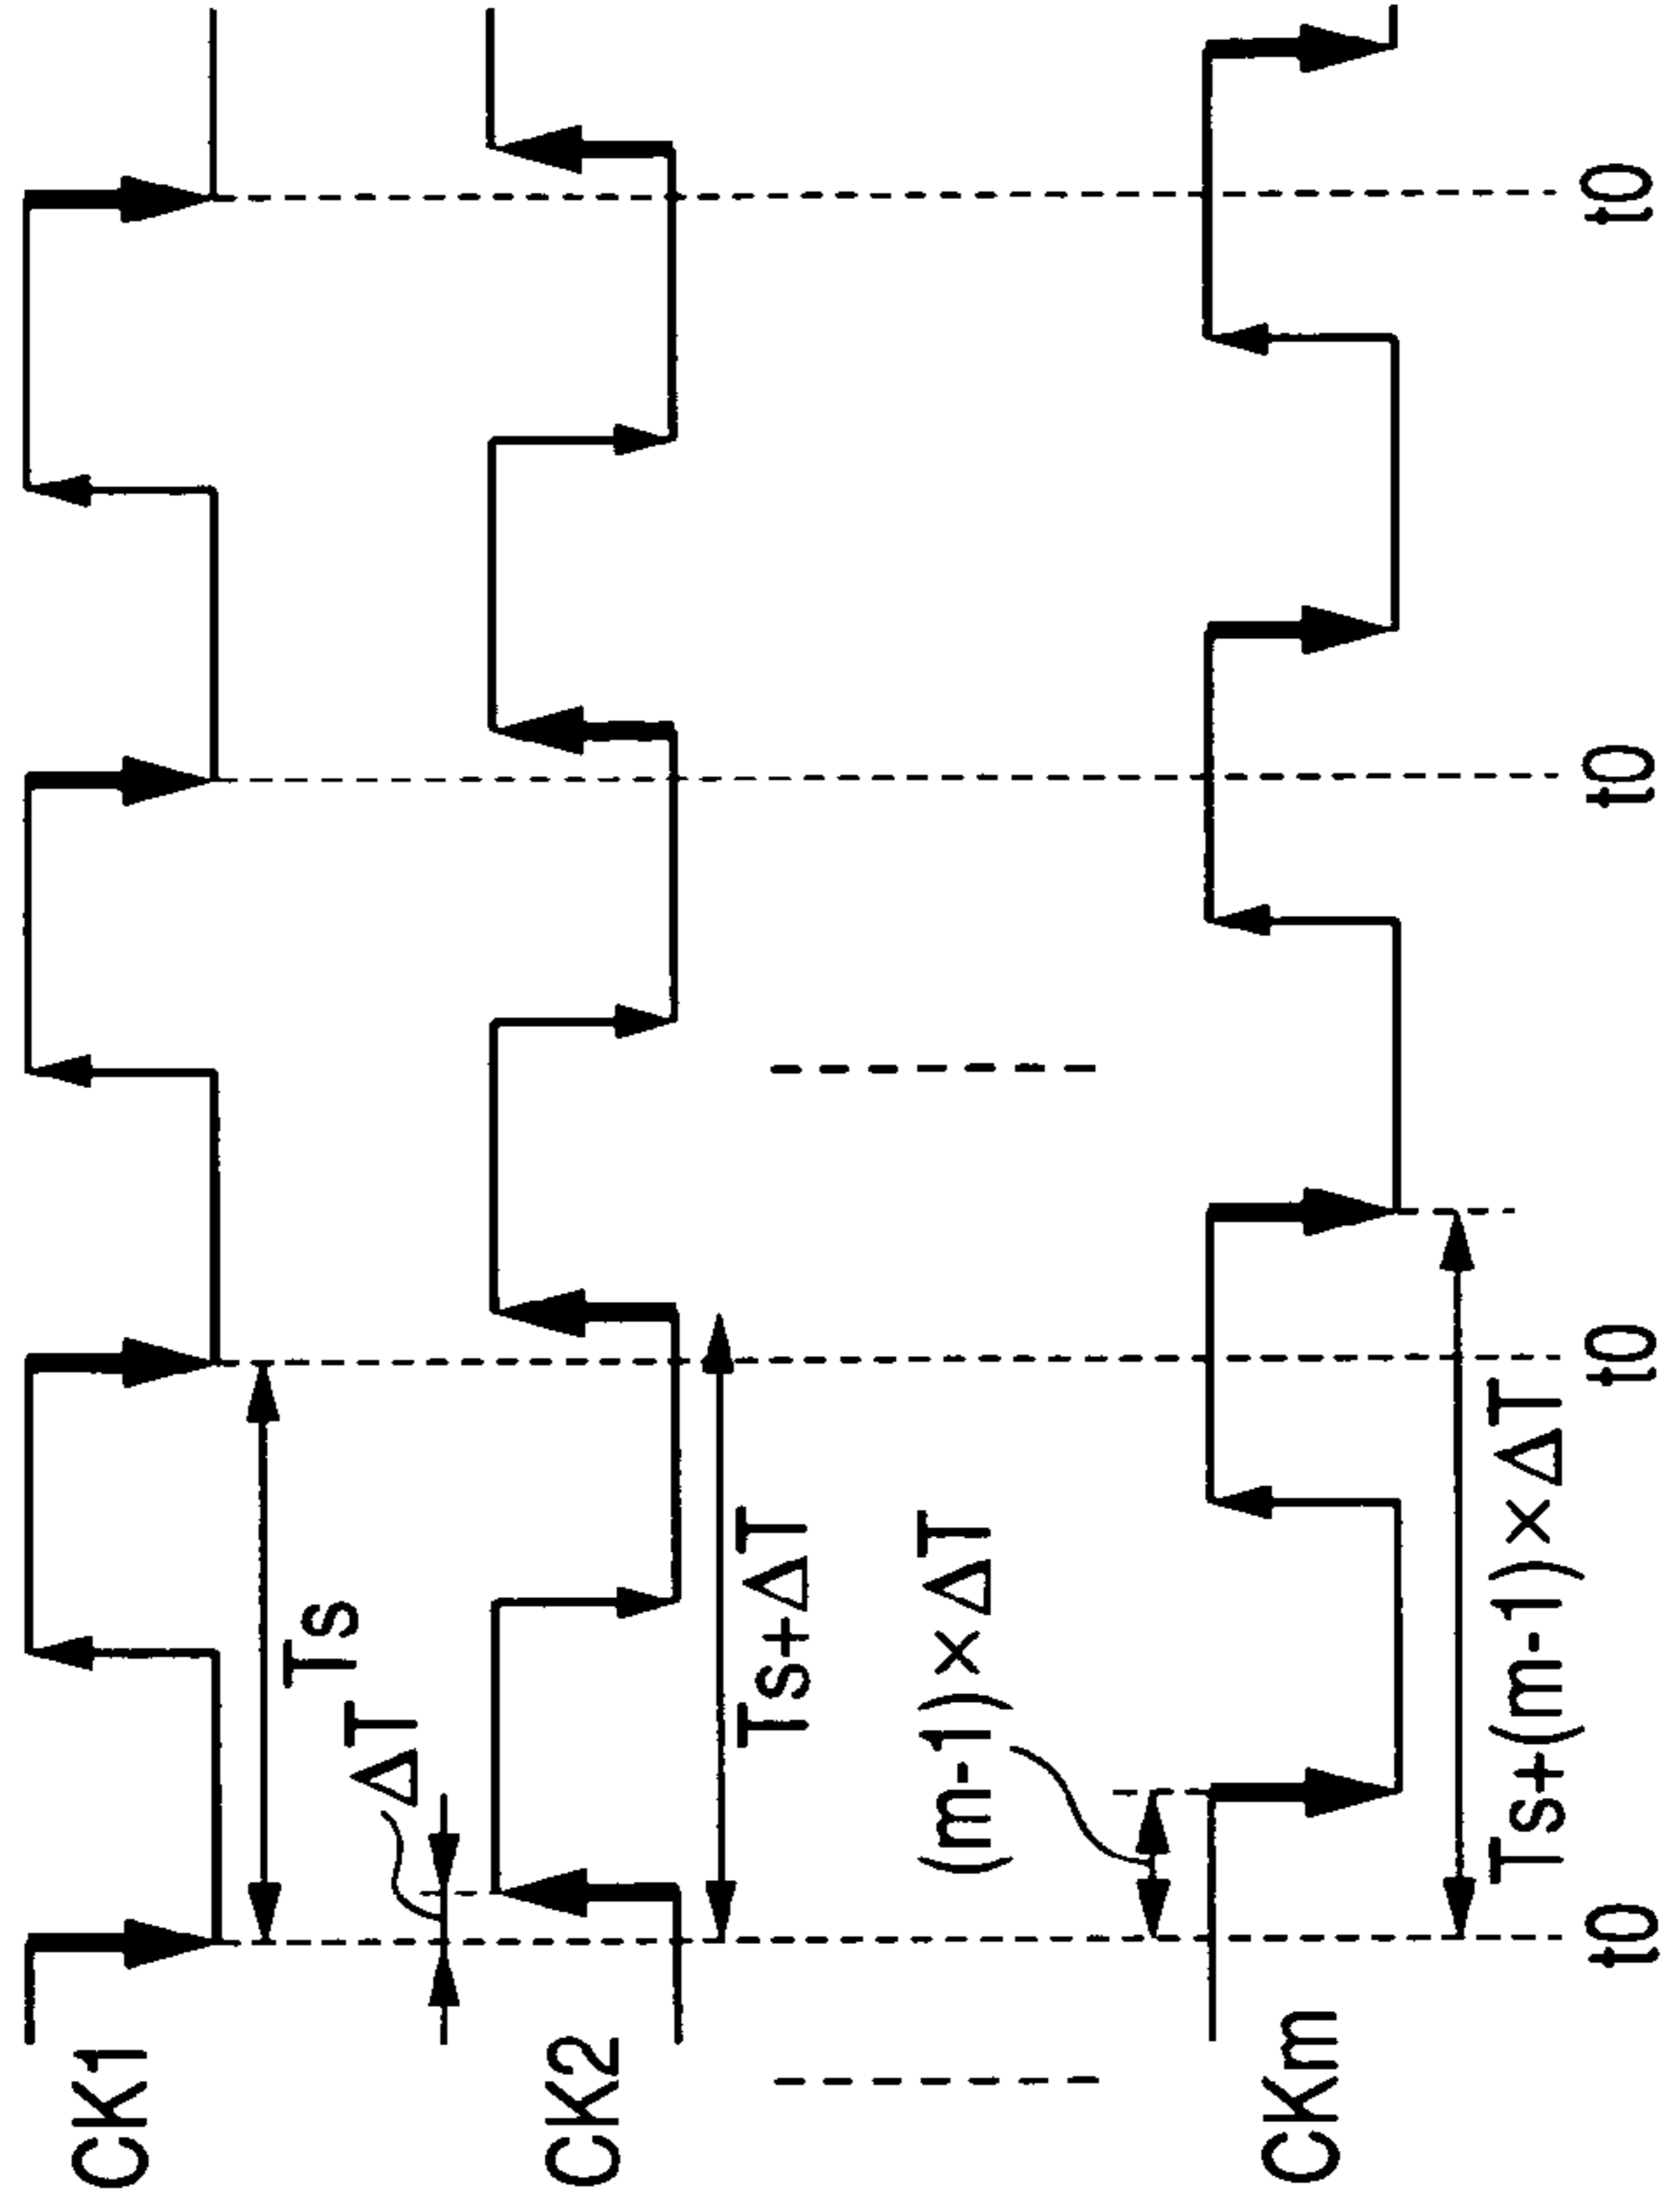 CK1
Ts
ΔT
CK2
Ts+ΔT
(m-1)×ΔT
CKm
Ts+(m-1)×ΔT
t0
t0
t0
t0